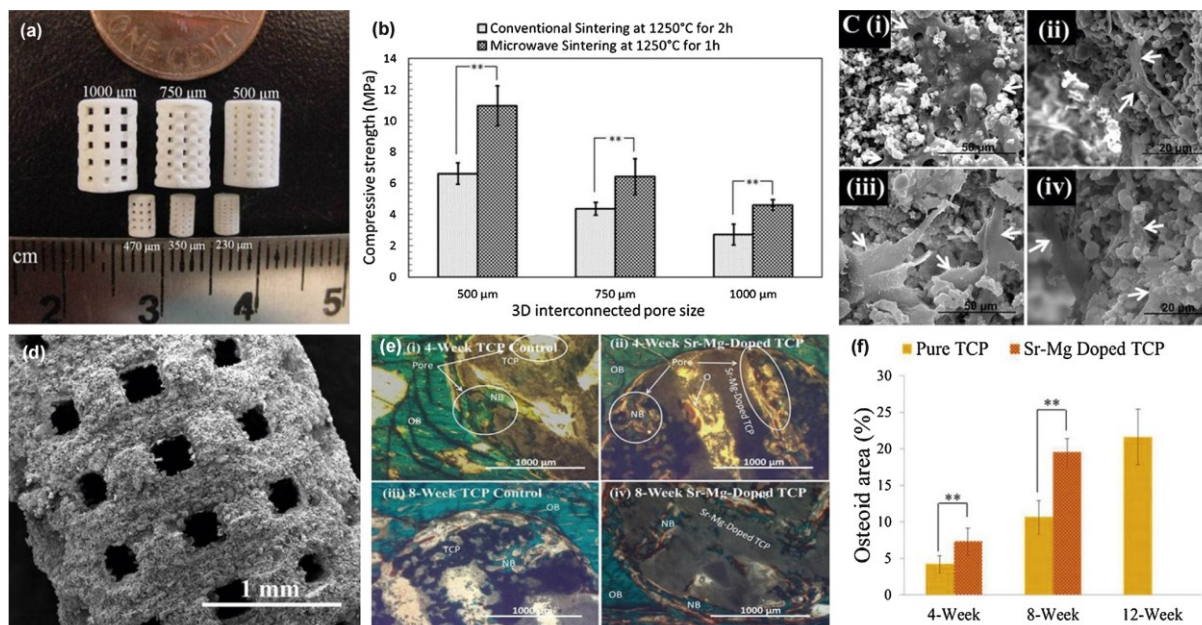 (a)
ONE CENT
1000 µm
750 µm
500 µm
470 µm
350 µm
230 µm
cm
2
3
4
5
(b)
Conventional Sintering at 1250°C for 2h
Microwave Sintering at 1250°C for 1h
Compressive strength (MPa)
14
12
10
8
6
4
2
0
**
**
**
500 µm
750 µm
1000 µm
3D interconnected pore size
C (i)
50 µm
(ii)
20 µm
(iii)
50 µm
(iv)
20 µm
(d)
1 mm
(e)
(i) 4-Week TCP Control
TCP
Pore
NB
OB
1000 µm
(ii) 4-Week Sr-Mg-Doped TCP
OB
Pore
O
NB
Sr-Mg-Doped TCP
1000 µm
(iii) 8-Week TCP Control
OB
TCP
NB
1000 µm
(iv) 8-Week Sr-Mg-Doped TCP
NB
Sr-Mg-Doped TCP
O
NB
OB
1000 µm
(f)
Pure TCP
Sr-Mg Doped TCP
Osteoid area (%)
30
25
20
15
10
5
0
**
**
4-Week
8-Week
12-Week